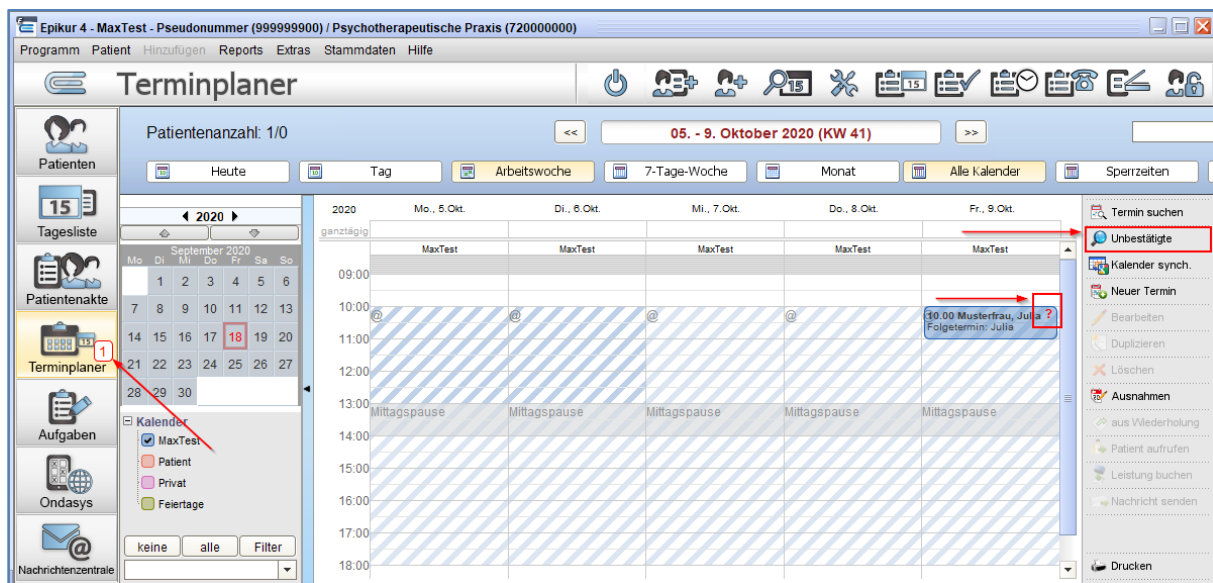 Epikur 4 - MaxTest - Pseudonummer (999999900) / Psychotherapeutische Praxis (720000000)
Programm Patient Hinzufügen Reports Extras Stammdaten Hilfe
Terminplaner
15
15
Patienten
Patientenanzahl: 1/0
<<
05. - 9. Oktober 2020 (KW 41)
>>
Heute
Tag
Arbeitswoche
7-Tage-Woche
Monat
Alle Kalender
Sperrzeiten
15
Tagesliste
Patientenakte
15
1
Terminplaner
Aufgaben
Ondasys
Nachrichtenzentrale
2020
September 2020
Mo Di Mi Do Fr Sa So
1 2 3 4 5 6
7 8 9 10 11 12 13
14 15 16 17 18 19 20
21 22 23 24 25 26 27
28 29 30
Kalender
MaxTest
Patient
Privat
Feiertage
keine alle Filter
2020 Mo., 5.Okt. Di., 6.Okt. Mi., 7.Okt. Do., 8.Okt. Fr., 9.Okt.
ganztägig
MaxTest MaxTest MaxTest MaxTest MaxTest
09:00
10:00
@ @ @ @
10.00 Musterfrau, Julia ?
Folgetermin: Julia
11:00
12:00
13:00
Mittagspause Mittagspause Mittagspause Mittagspause Mittagspause
14:00
15:00
16:00
17:00
18:00
Termin suchen
Unbestätigte
Kalender synch.
Neuer Termin
Bearbeiten
Duplizieren
Löschen
Ausnahmen
aus Wiederholung
Patient aufrufen
Leistung buchen
Nachricht senden
Drucken